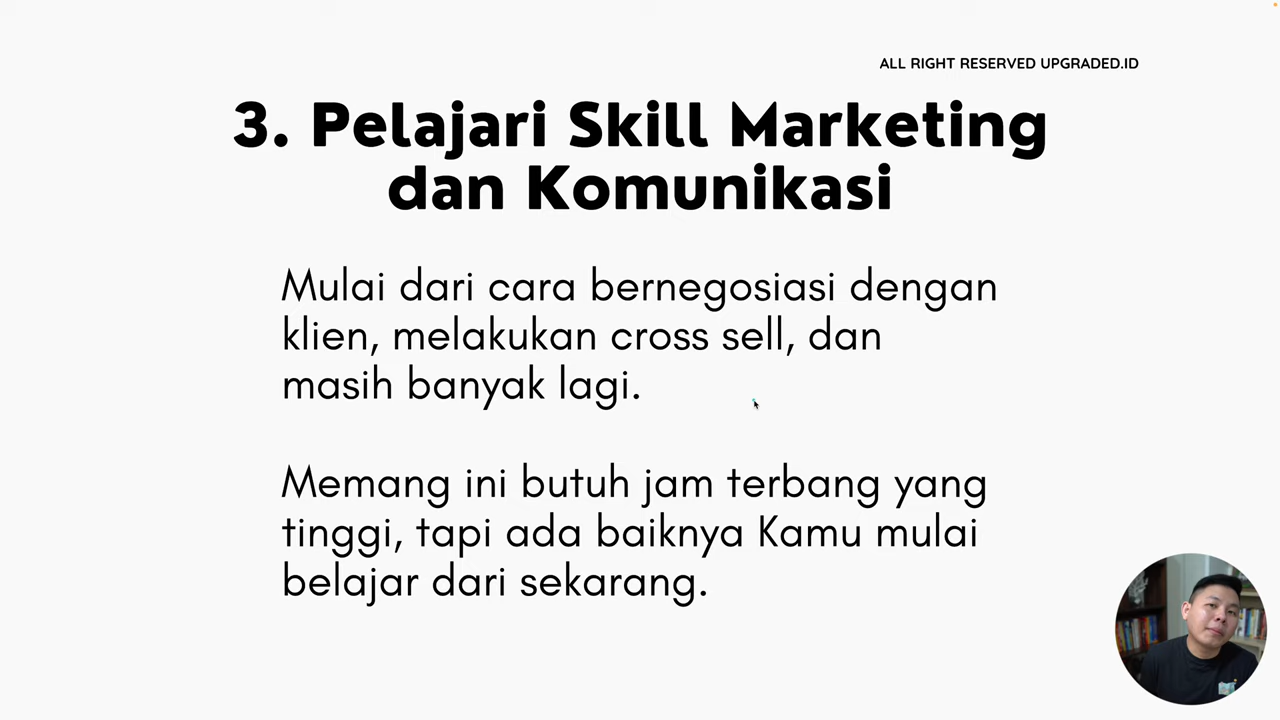 ALL RIGHT RESERVED UPGRADED.ID
3. Pelajari Skill Marketing
dan Komunikasi
Mulai dari cara bernegosiasi dengan
klien, melakukan cross sell, dan
masih banyak lagi.
Memang ini butuh jam terbang yang
tinggi, tapi ada baiknya Kamu mulai
belajar dari sekarang.